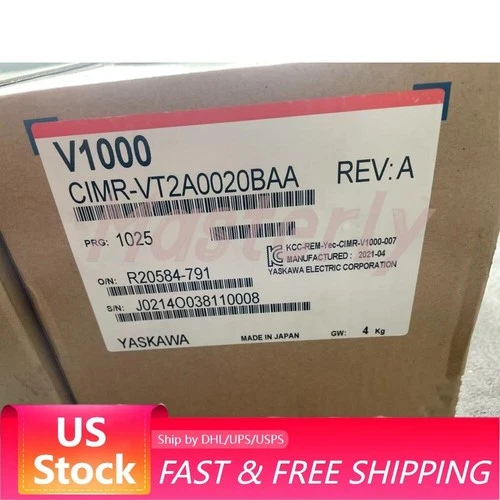 V1000
CIMR-VT2A0020BAA
REV:A
PRG: 1025
KCC-REM-Yec-CIMR-V1000-007
MANUFACTURED : 2021-04
YASKAWA ELECTRIC CORPORATION
O/N: R20584-791
S/N: J0214O038110008
YASKAWA
MADE IN JAPAN
GW: 4 Kg
US
Stock
Ship by DHL/UPS/USPS
FAST & FREE SHIPPING